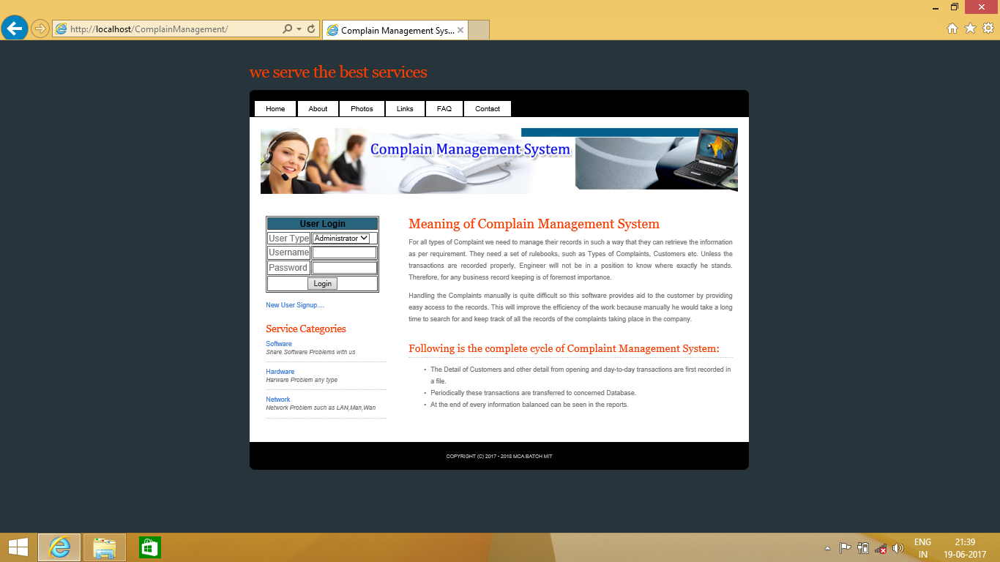 http://localhost/ComplainManagement/
Complain Management Sys...
we serve the best services
Home About Photos Links FAQ Contact
Complain Management System
User Login
User Type Administrator
Username
Password
Login
New User Signup....
Service Categories
Software
Share Software Problems with us
Hardware
Harware Problem any type
Network
Network Problem such as LAN,Man,Wan
Meaning of Complain Management System
For all types of Complaint we need to manage their records in such a way that they can retrieve the information
as per requirement. They need a set of rulebooks, such as Types of Complaints, Customers etc. Unless the
transactions are recorded properly, Engineer will not be in a position to know where exactly he stands.
Therefore, for any business record keeping is of foremost importance.
Handling the Complaints manually is quite difficult so this software provides aid to the customer by providing
easy access to the records. This will improve the efficiency of the work because manually he would take a long
time to search for and keep track of all the records of the complaints taking place in the company.
Following is the complete cycle of Complaint Management System:
• The Detail of Customers and other detail from opening and day-to-day transactions are first recorded in
a file.
• Periodically these transactions are transferred to concerned Database.
• At the end of every information balanced can be seen in the reports.
COPYRIGHT (C) 2017 - 2018 MCA BATCH MIT
ENG 21:39
IN 19-06-2017